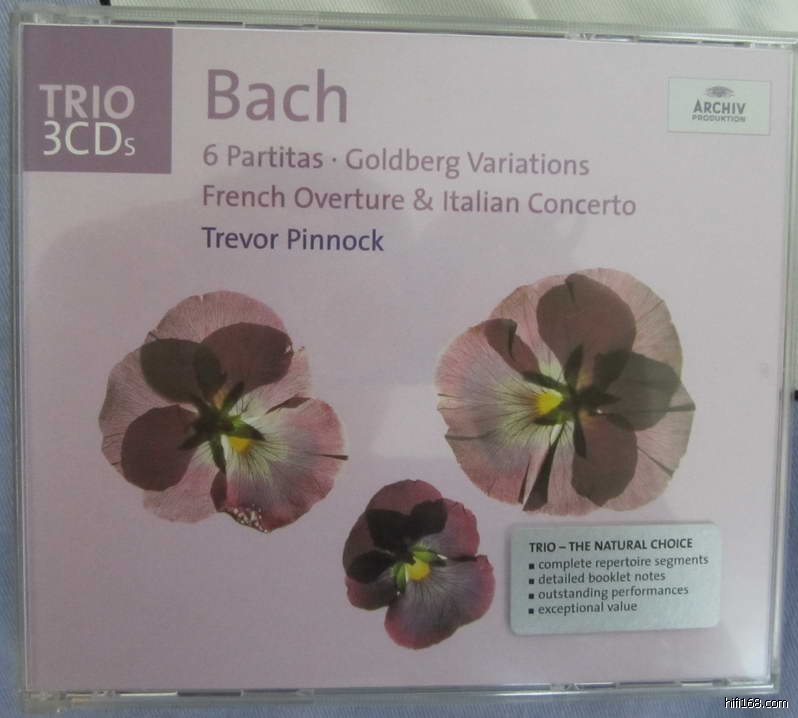 TRIO
3CDs
Bach
6 Partitas · Goldberg Variations
French Overture & Italian Concerto
Trevor Pinnock
ARCHIV
PRODUKTION
TRIO – THE NATURAL CHOICE
▪ complete repertoire segments
▪ detailed booklet notes
▪ outstanding performances
▪ exceptional value
hifi168.com